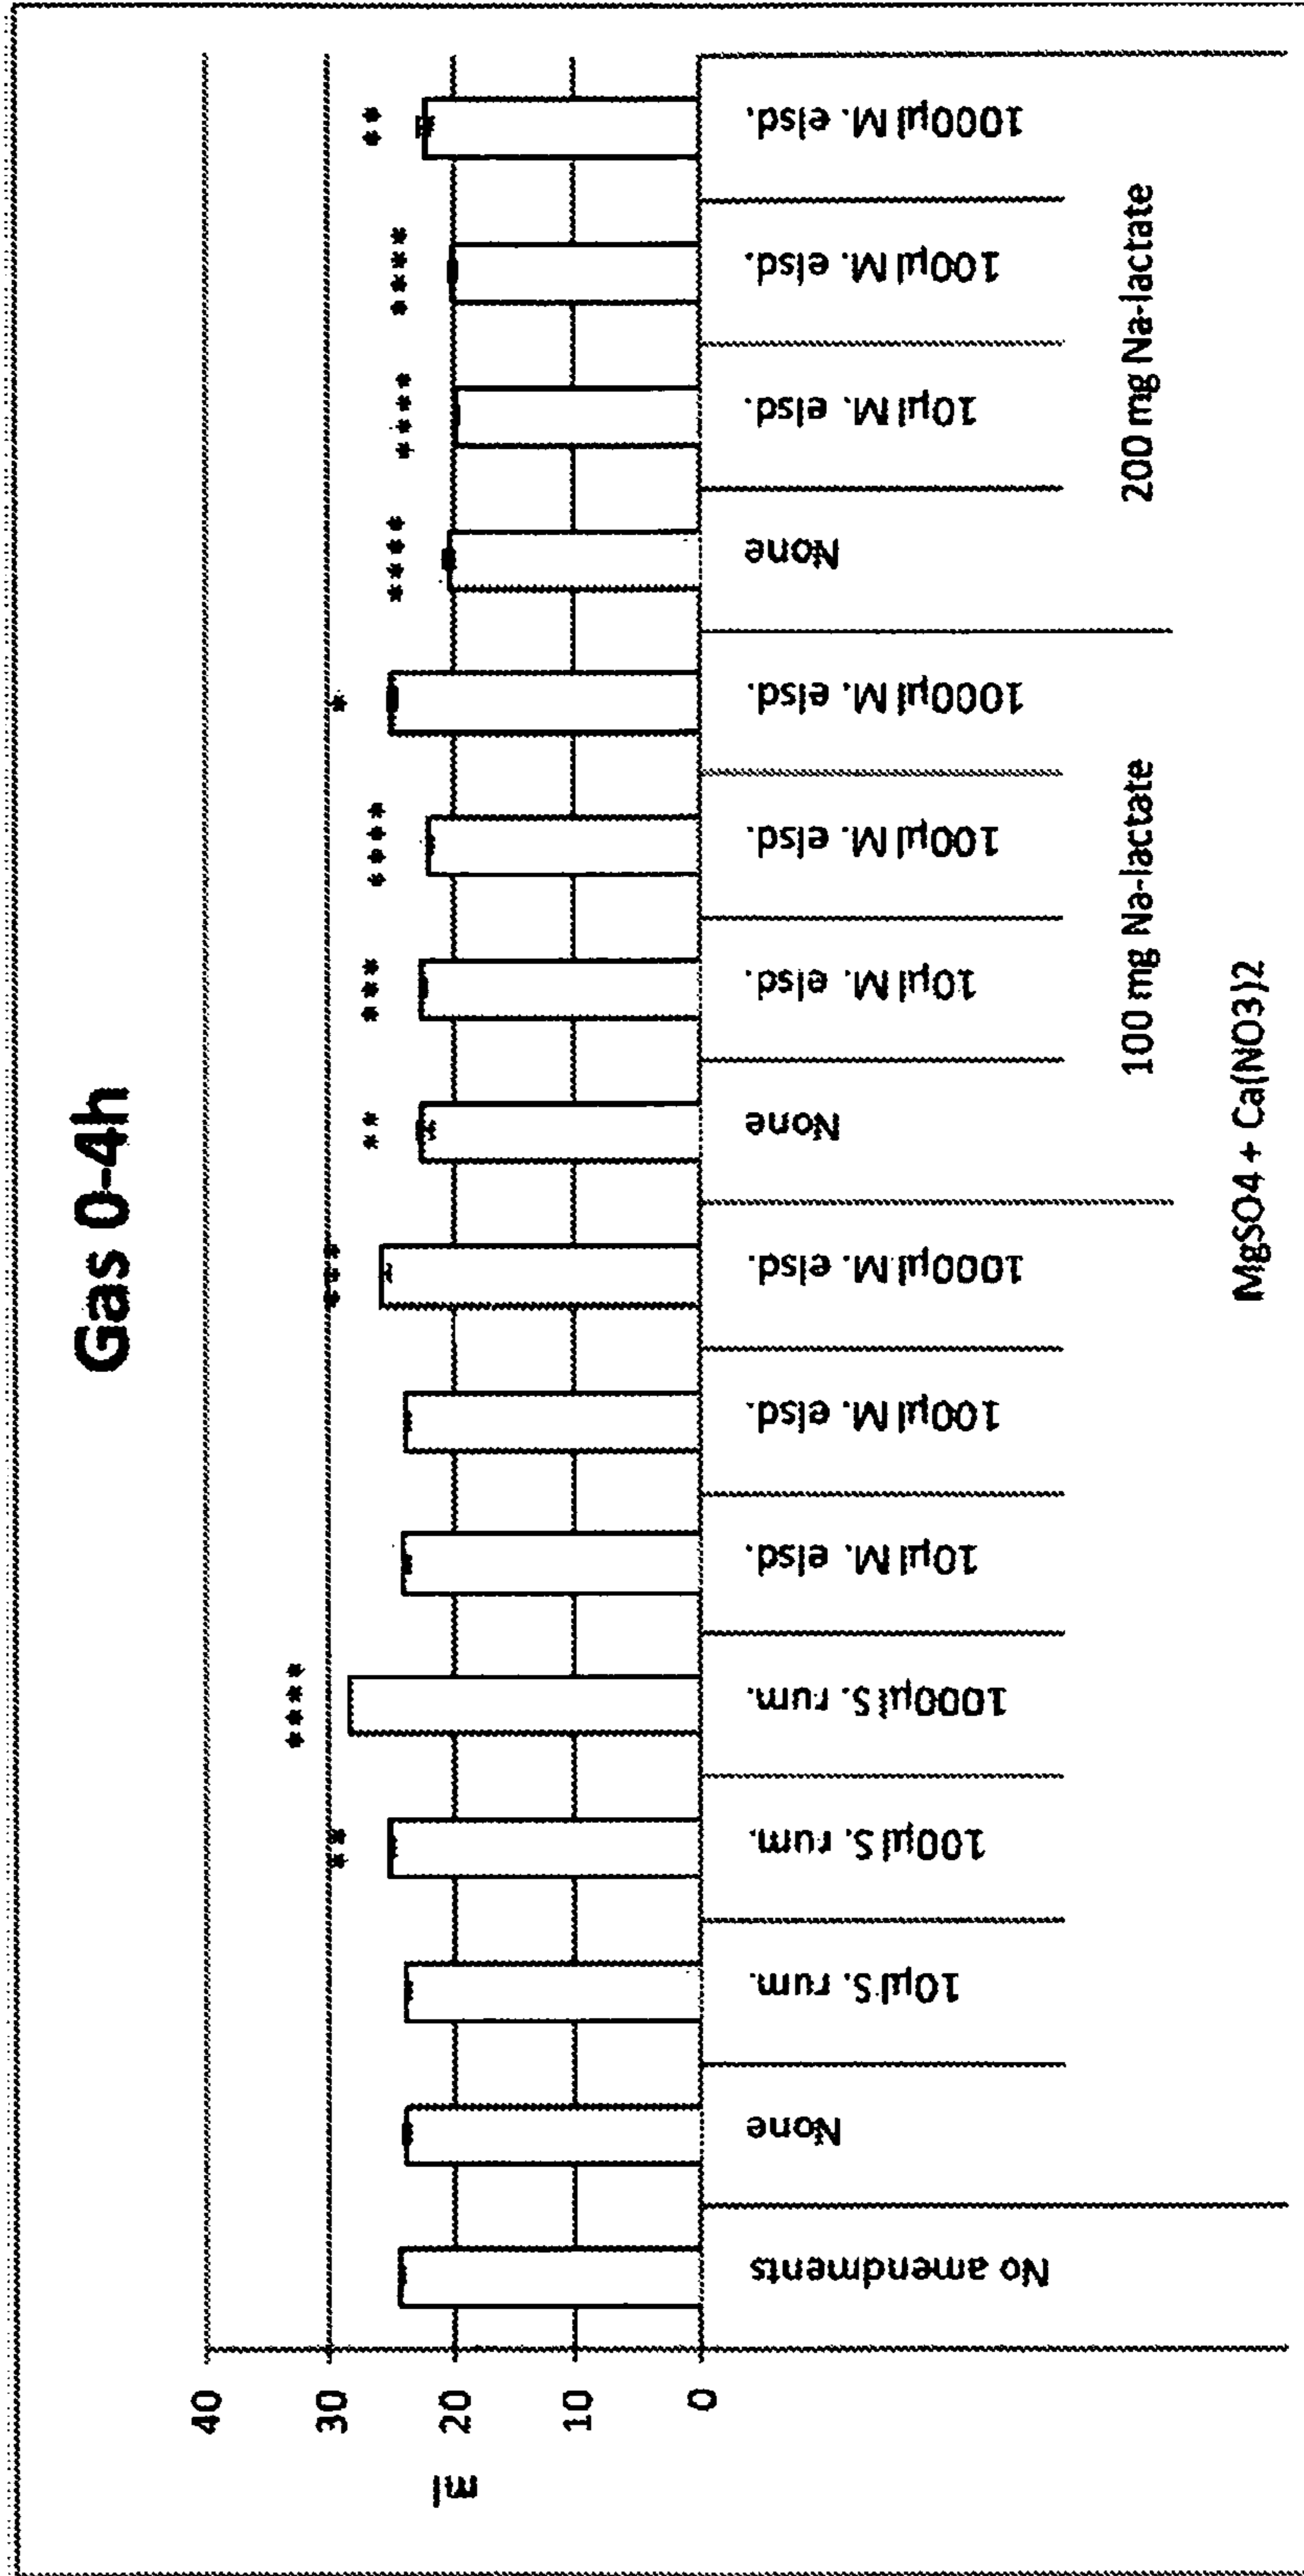 Gas 0-4h
ml
40
30
20
10
0
**
****
***
*
**
***
****
*
****
****
****
**
No amendments
None
10µl S. rum.
100µl S. rum.
1000µl S. rum.
10µl M. elsd.
100µl M. elsd.
1000µl M. elsd.
None
10µl M. elsd.
100µl M. elsd.
1000µl M. elsd.
None
10µl M. elsd.
100µl M. elsd.
1000µl M. elsd.
100 mg Na-lactate
200 mg Na-lactate
MgSO4 + Ca(NO3)2